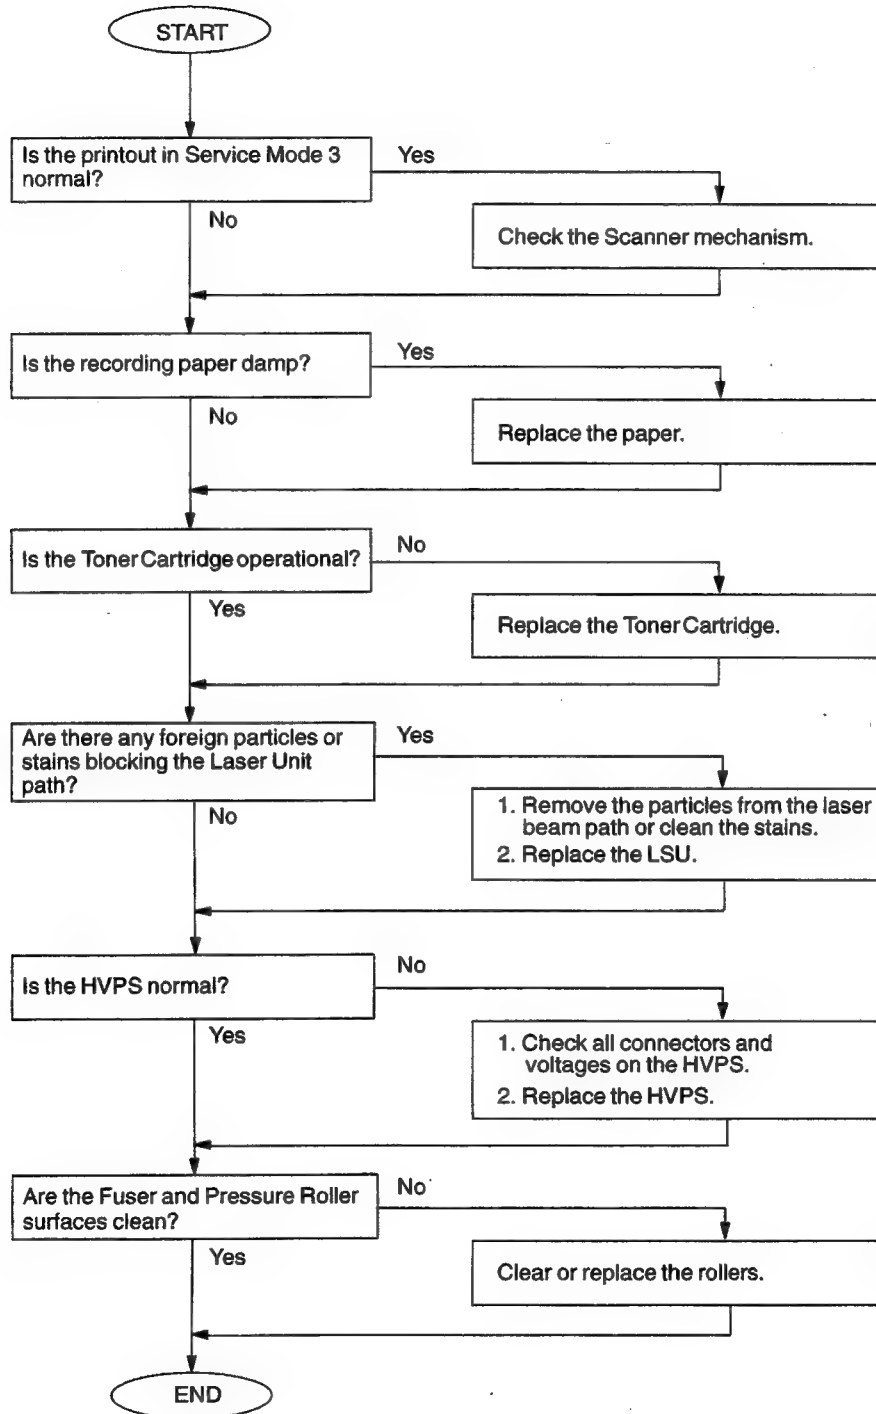 START
Is the printout in Service Mode 3
normal?
Yes
No
Check the Scanner mechanism.
Is the recording paper damp?
Yes
No
Replace the paper.
Is the Toner Cartridge operational?
No
Yes
Replace the Toner Cartridge.
Are there any foreign particles or
stains blocking the Laser Unit
path?
Yes
No
1. Remove the particles from the laser
beam path or clean the stains.
2. Replace the LSU.
Is the HVPS normal?
No
Yes
1. Check all connectors and
voltages on the HVPS.
2. Replace the HVPS.
Are the Fuser and Pressure Roller
surfaces clean?
No
Yes
Clear or replace the rollers.
END